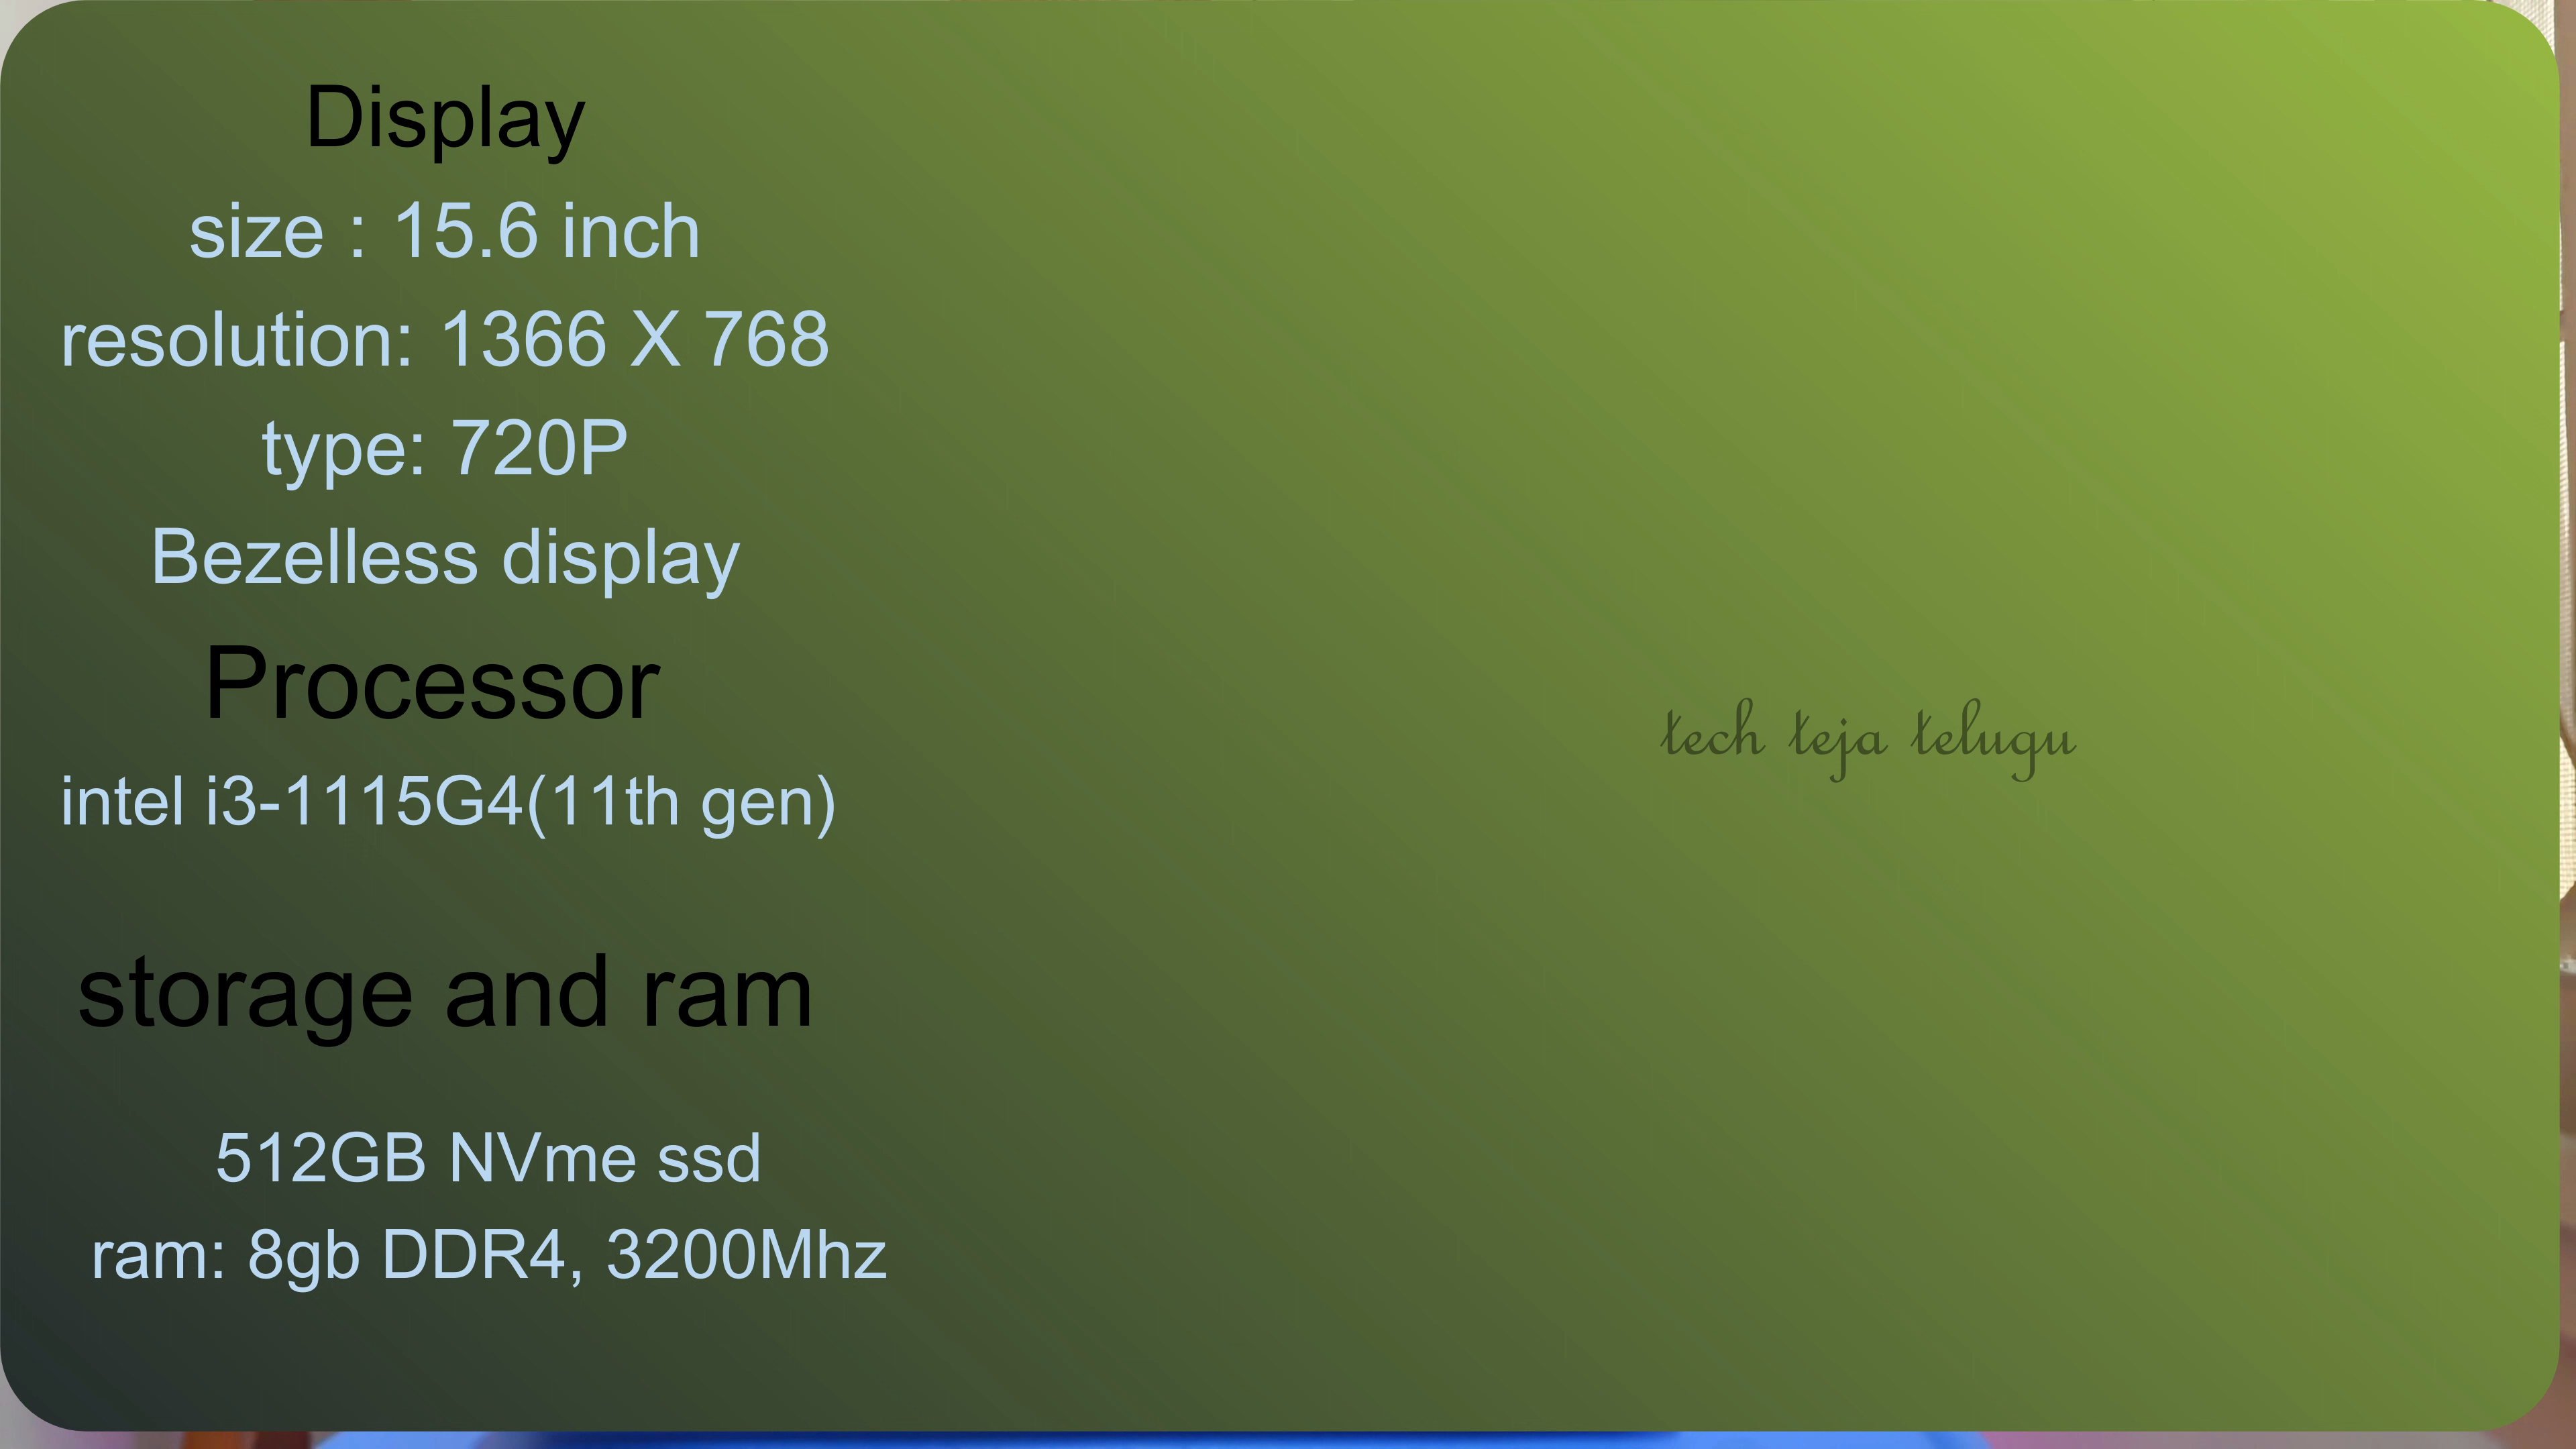 Display
size : 15.6 inch
resolution: 1366 X 768
type: 720P
Bezelless display
Processor
intel i3-1115G4(11th gen)
storage and ram
512GB NVme ssd
ram: 8gb DDR4, 3200Mhz
tech teja telugu